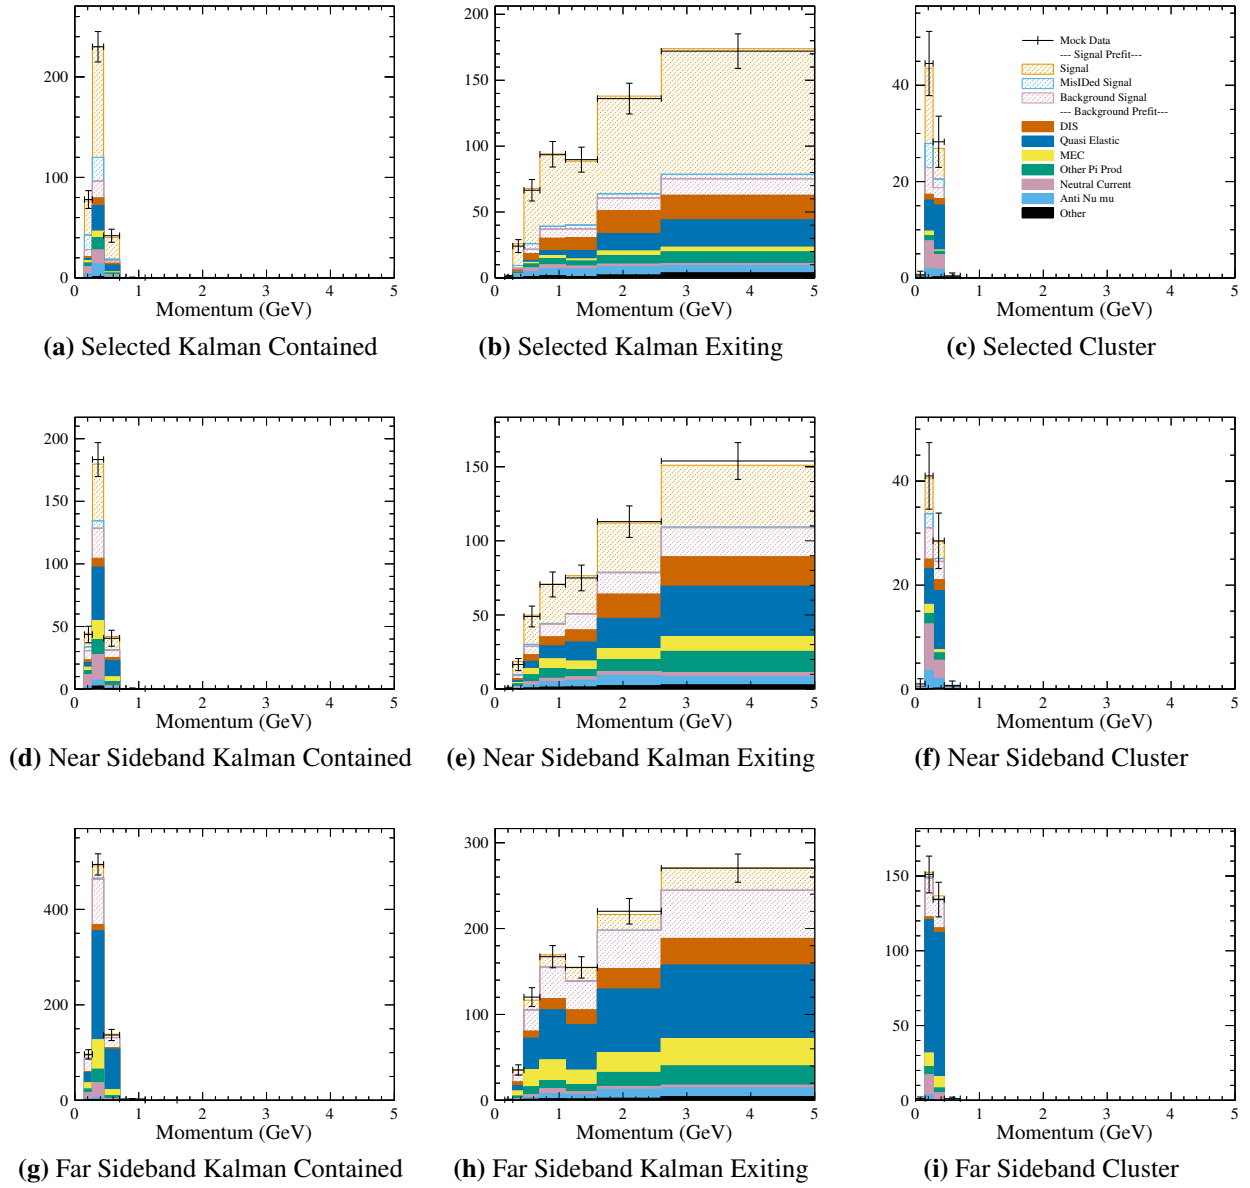 200
100
0
0 1 2 3 4 5
Momentum (GeV)
(a) Selected Kalman Contained
200
150
100
50
0
0 1 2 3 4 5
Momentum (GeV)
(b) Selected Kalman Exiting
40
20
0
0 1 2 3 4 5
Momentum (GeV)
Mock Data
--- Signal Prefit---
Signal
MisIDed Signal
Background Signal
--- Background Prefit---
DIS
Quasi Elastic
MEC
Other Pi Prod
Neutral Current
Anti Nu mu
Other
(c) Selected Cluster
200
150
100
50
0
0 1 2 3 4 5
Momentum (GeV)
(d) Near Sideband Kalman Contained
150
100
50
0
0 1 2 3 4 5
Momentum (GeV)
(e) Near Sideband Kalman Exiting
40
20
0
0 1 2 3 4 5
Momentum (GeV)
(f) Near Sideband Cluster
400
200
0
0 1 2 3 4 5
Momentum (GeV)
(g) Far Sideband Kalman Contained
300
200
100
0
0 1 2 3 4 5
Momentum (GeV)
(h) Far Sideband Kalman Exiting
150
100
50
0
0 1 2 3 4 5
Momentum (GeV)
(i) Far Sideband Cluster